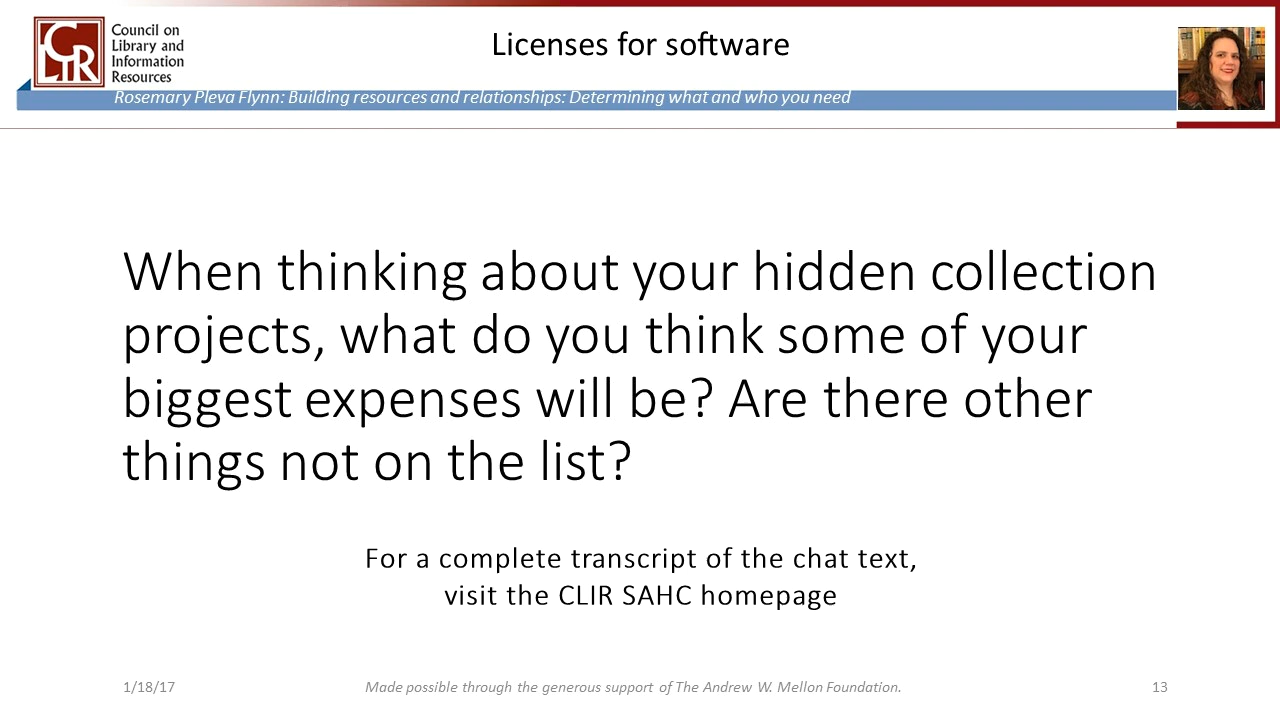 CLIR
Council on
Library and
Information
Resources
Licenses for software
Rosemary Pleva Flynn: Building resources and relationships: Determining what and who you need
When thinking about your hidden collection
projects, what do you think some of your
biggest expenses will be? Are there other
things not on the list?
For a complete transcript of the chat text,
visit the CLIR SAHC homepage
1/18/17
Made possible through the generous support of The Andrew W. Mellon Foundation.
13